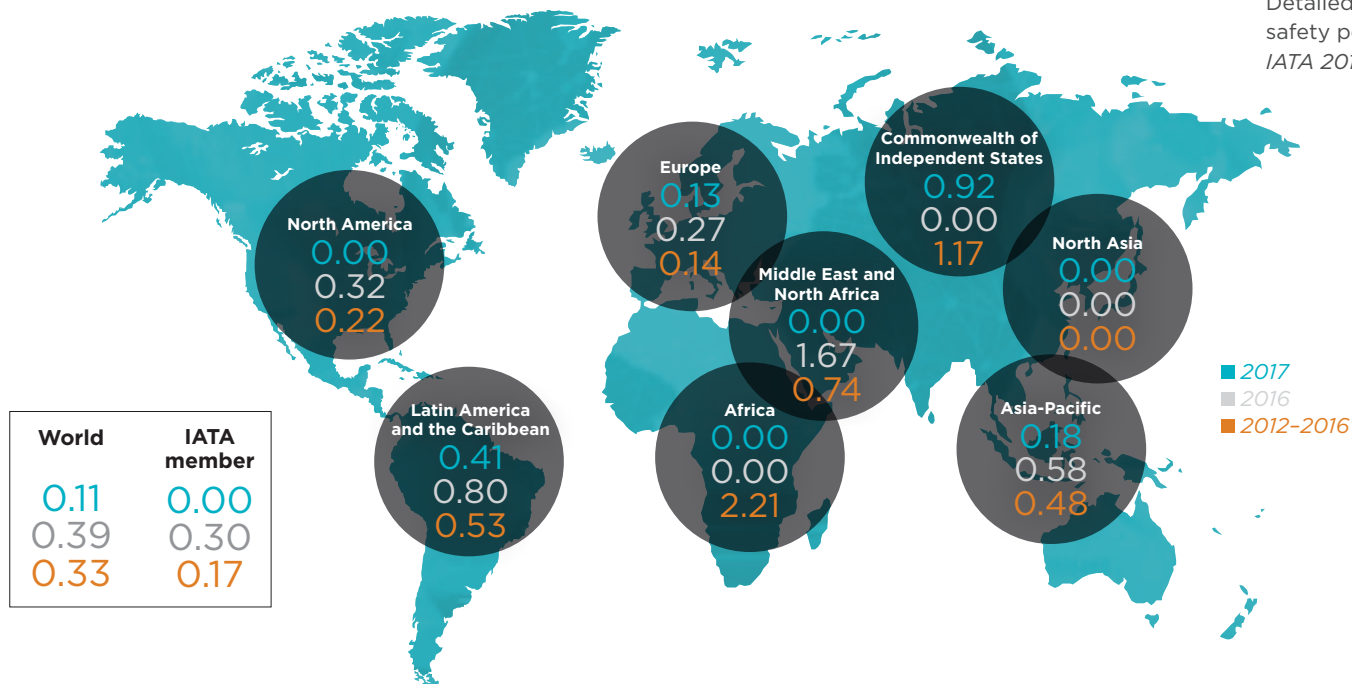 Detailed
safety p
IATA 201
Commonwealth of
Independent States
0.92
0.00
1.17
Europe
0.13
0.27
0.14
North America
0.00
0.32
0.22
North Asia
0.00
0.00
0.00
Middle East and
North Africa
0.00
1.67
0.74
2017
2016
2012–2016
Latin America
and the Caribbean
0.41
0.80
0.53
Africa
0.00
0.00
2.21
Asia-Pacific
0.18
0.58
0.48
World
0.11
0.39
0.33
IATA
member
0.00
0.30
0.17